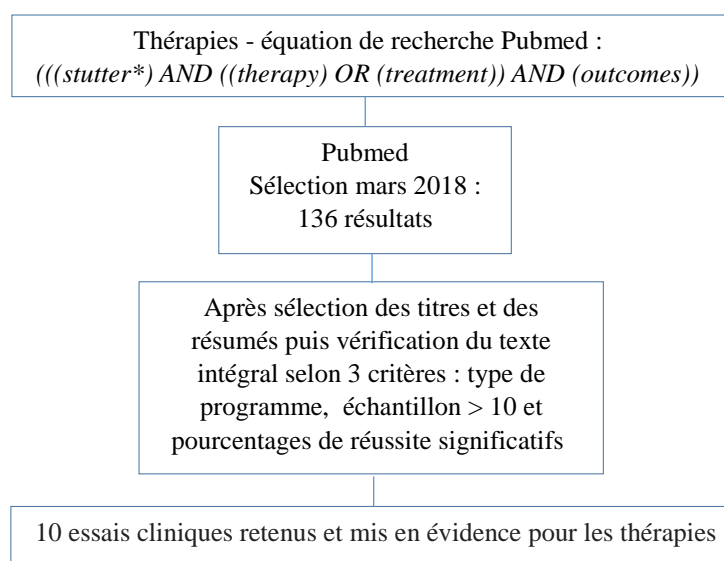 Thérapies - équation de recherche Pubmed :
(((stutter*) AND ((therapy) OR (treatment)) AND (outcomes))
Pubmed
Sélection mars 2018 :
136 résultats
Après sélection des titres et des
résumés puis vérification du texte
intégral selon 3 critères : type de
programme, échantillon > 10 et
pourcentages de réussite significatifs
10 essais cliniques retenus et mis en évidence pour les thérapies